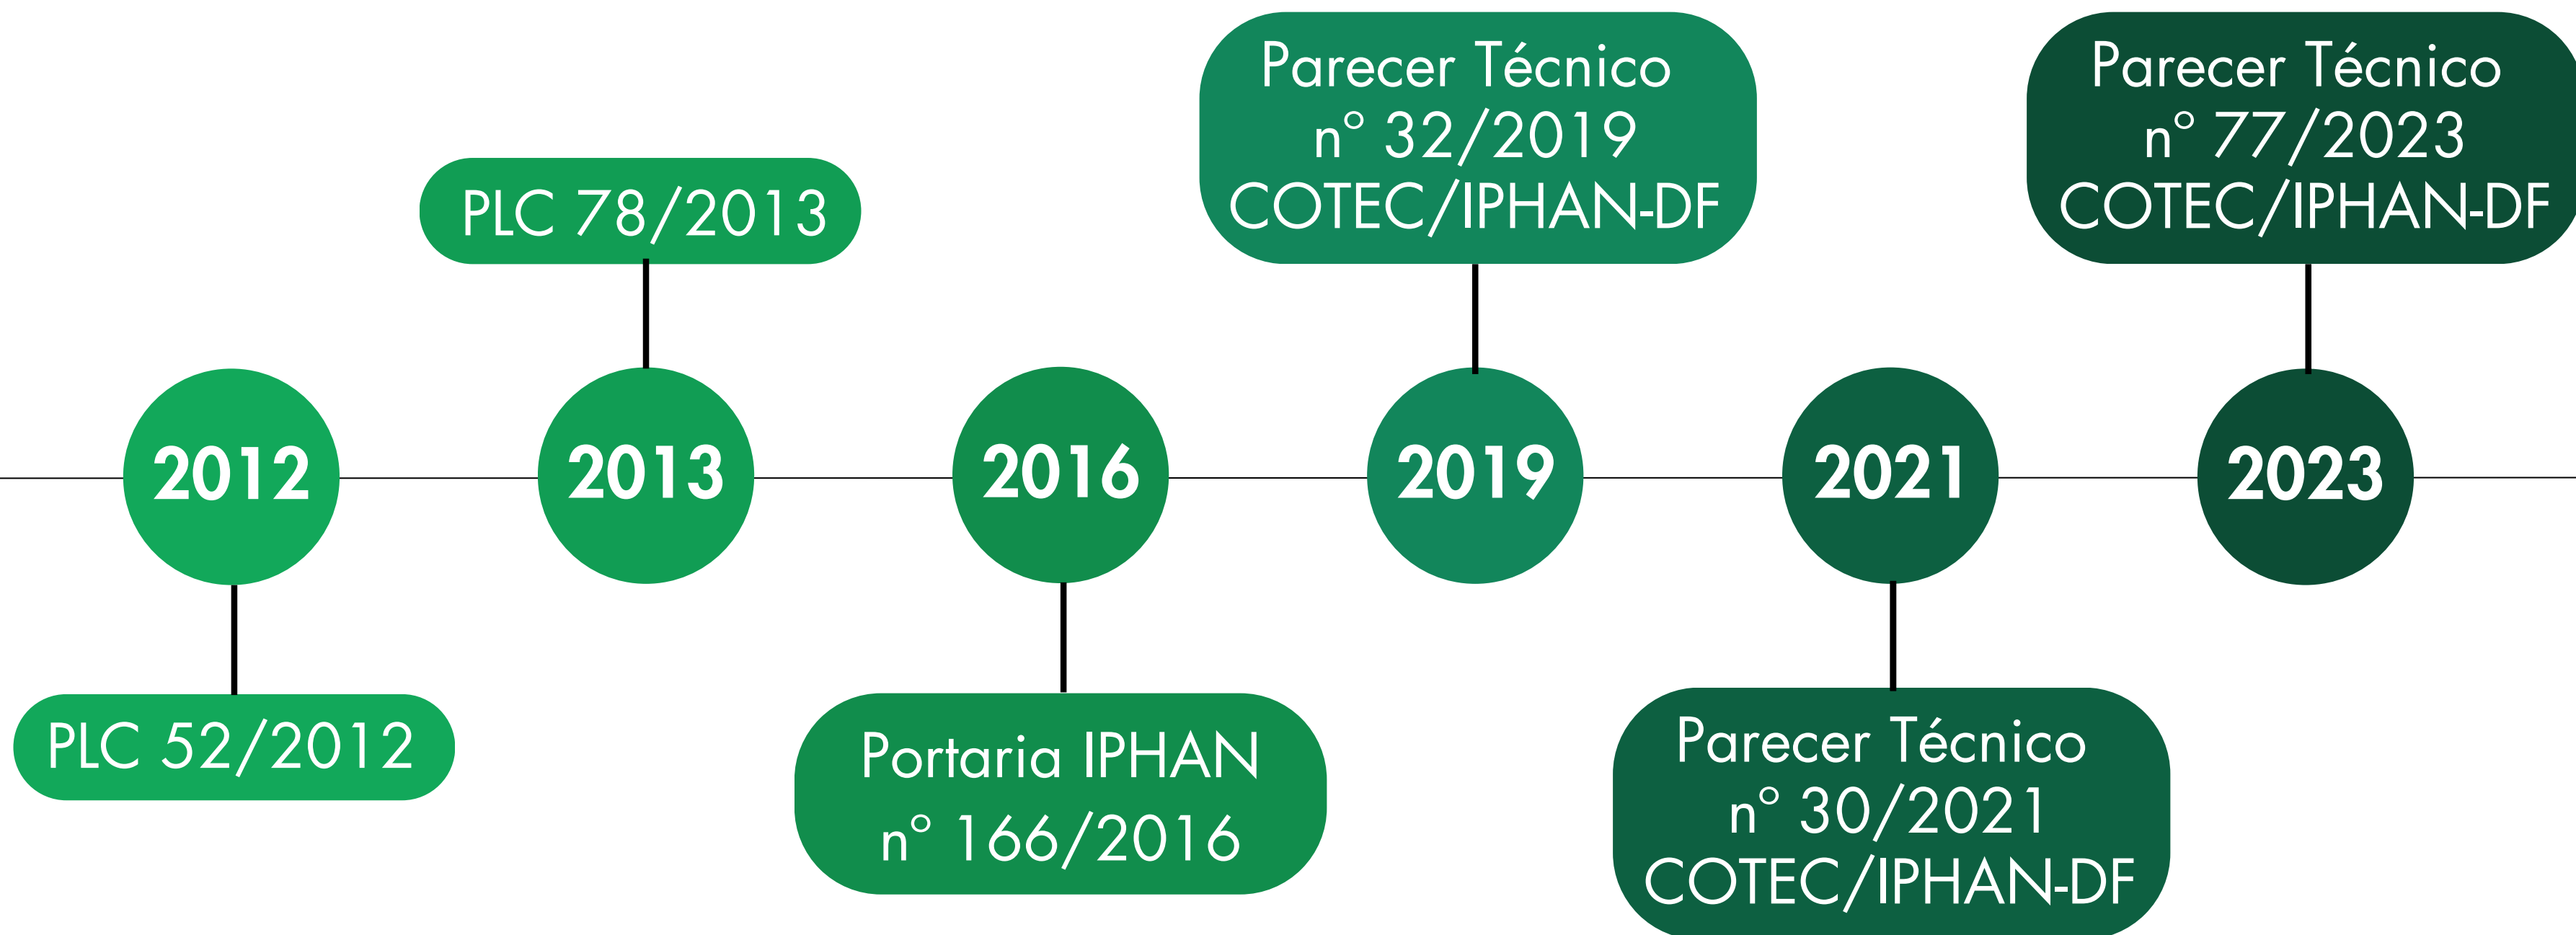 Parecer Técnico
n° 32/2019
COTEC/IPHAN-DF
Parecer Técnico
n° 77/2023
COTEC/IPHAN-DF
PLC 78/2013
2012
2013
2016
2019
2021
2023
PLC 52/2012
Portaria IPHAN
n° 166/2016
Parecer Técnico
n° 30/2021
COTEC/IPHAN-DF